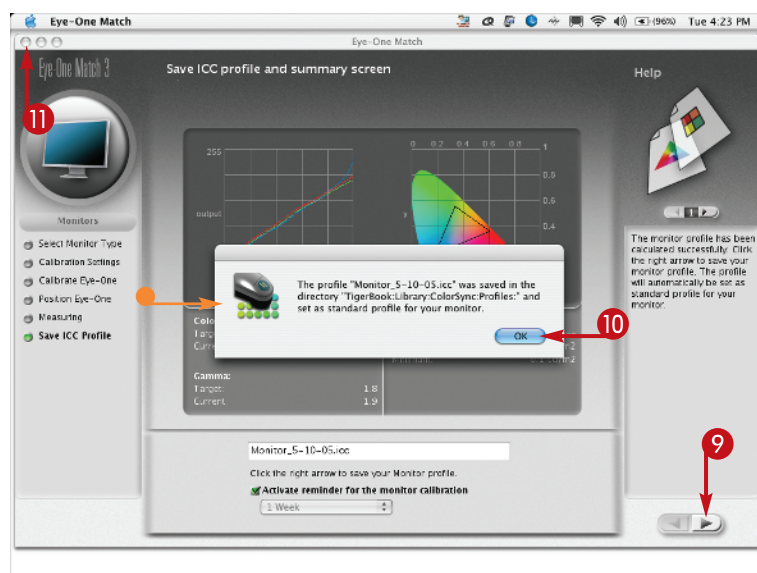 Eye-One Match
(96%)
Tue 4:23 PM
Eye-One Match
Eye-One Match 3
Save ICC profile and summary screen
Help
11
255
output
0 0.2 0.4 0.6 0.8 1
0.8
0.6
0.4
y
Monitors
Select Monitor Type
Calibration Settings
Calibrate Eye-One
Position Eye-One
Measuring
Save ICC Profile
1
The monitor profile has been
calculated successfully. Click
the right arrow to save your
monitor profile. The profile
will automatically be set as
standard profile for your
monitor.
The profile "Monitor_5-10-05.icc" was saved in the
directory "TigerBook:Library:ColorSync:Profiles:" and
set as standard profile for your monitor.
OK
10
Gamma:
Target: 1.8
Current 1.9
Monitor_5-10-05.icc
Click the right arrow to save your Monitor profile.
Activate reminder for the monitor calibration
1 Week
9